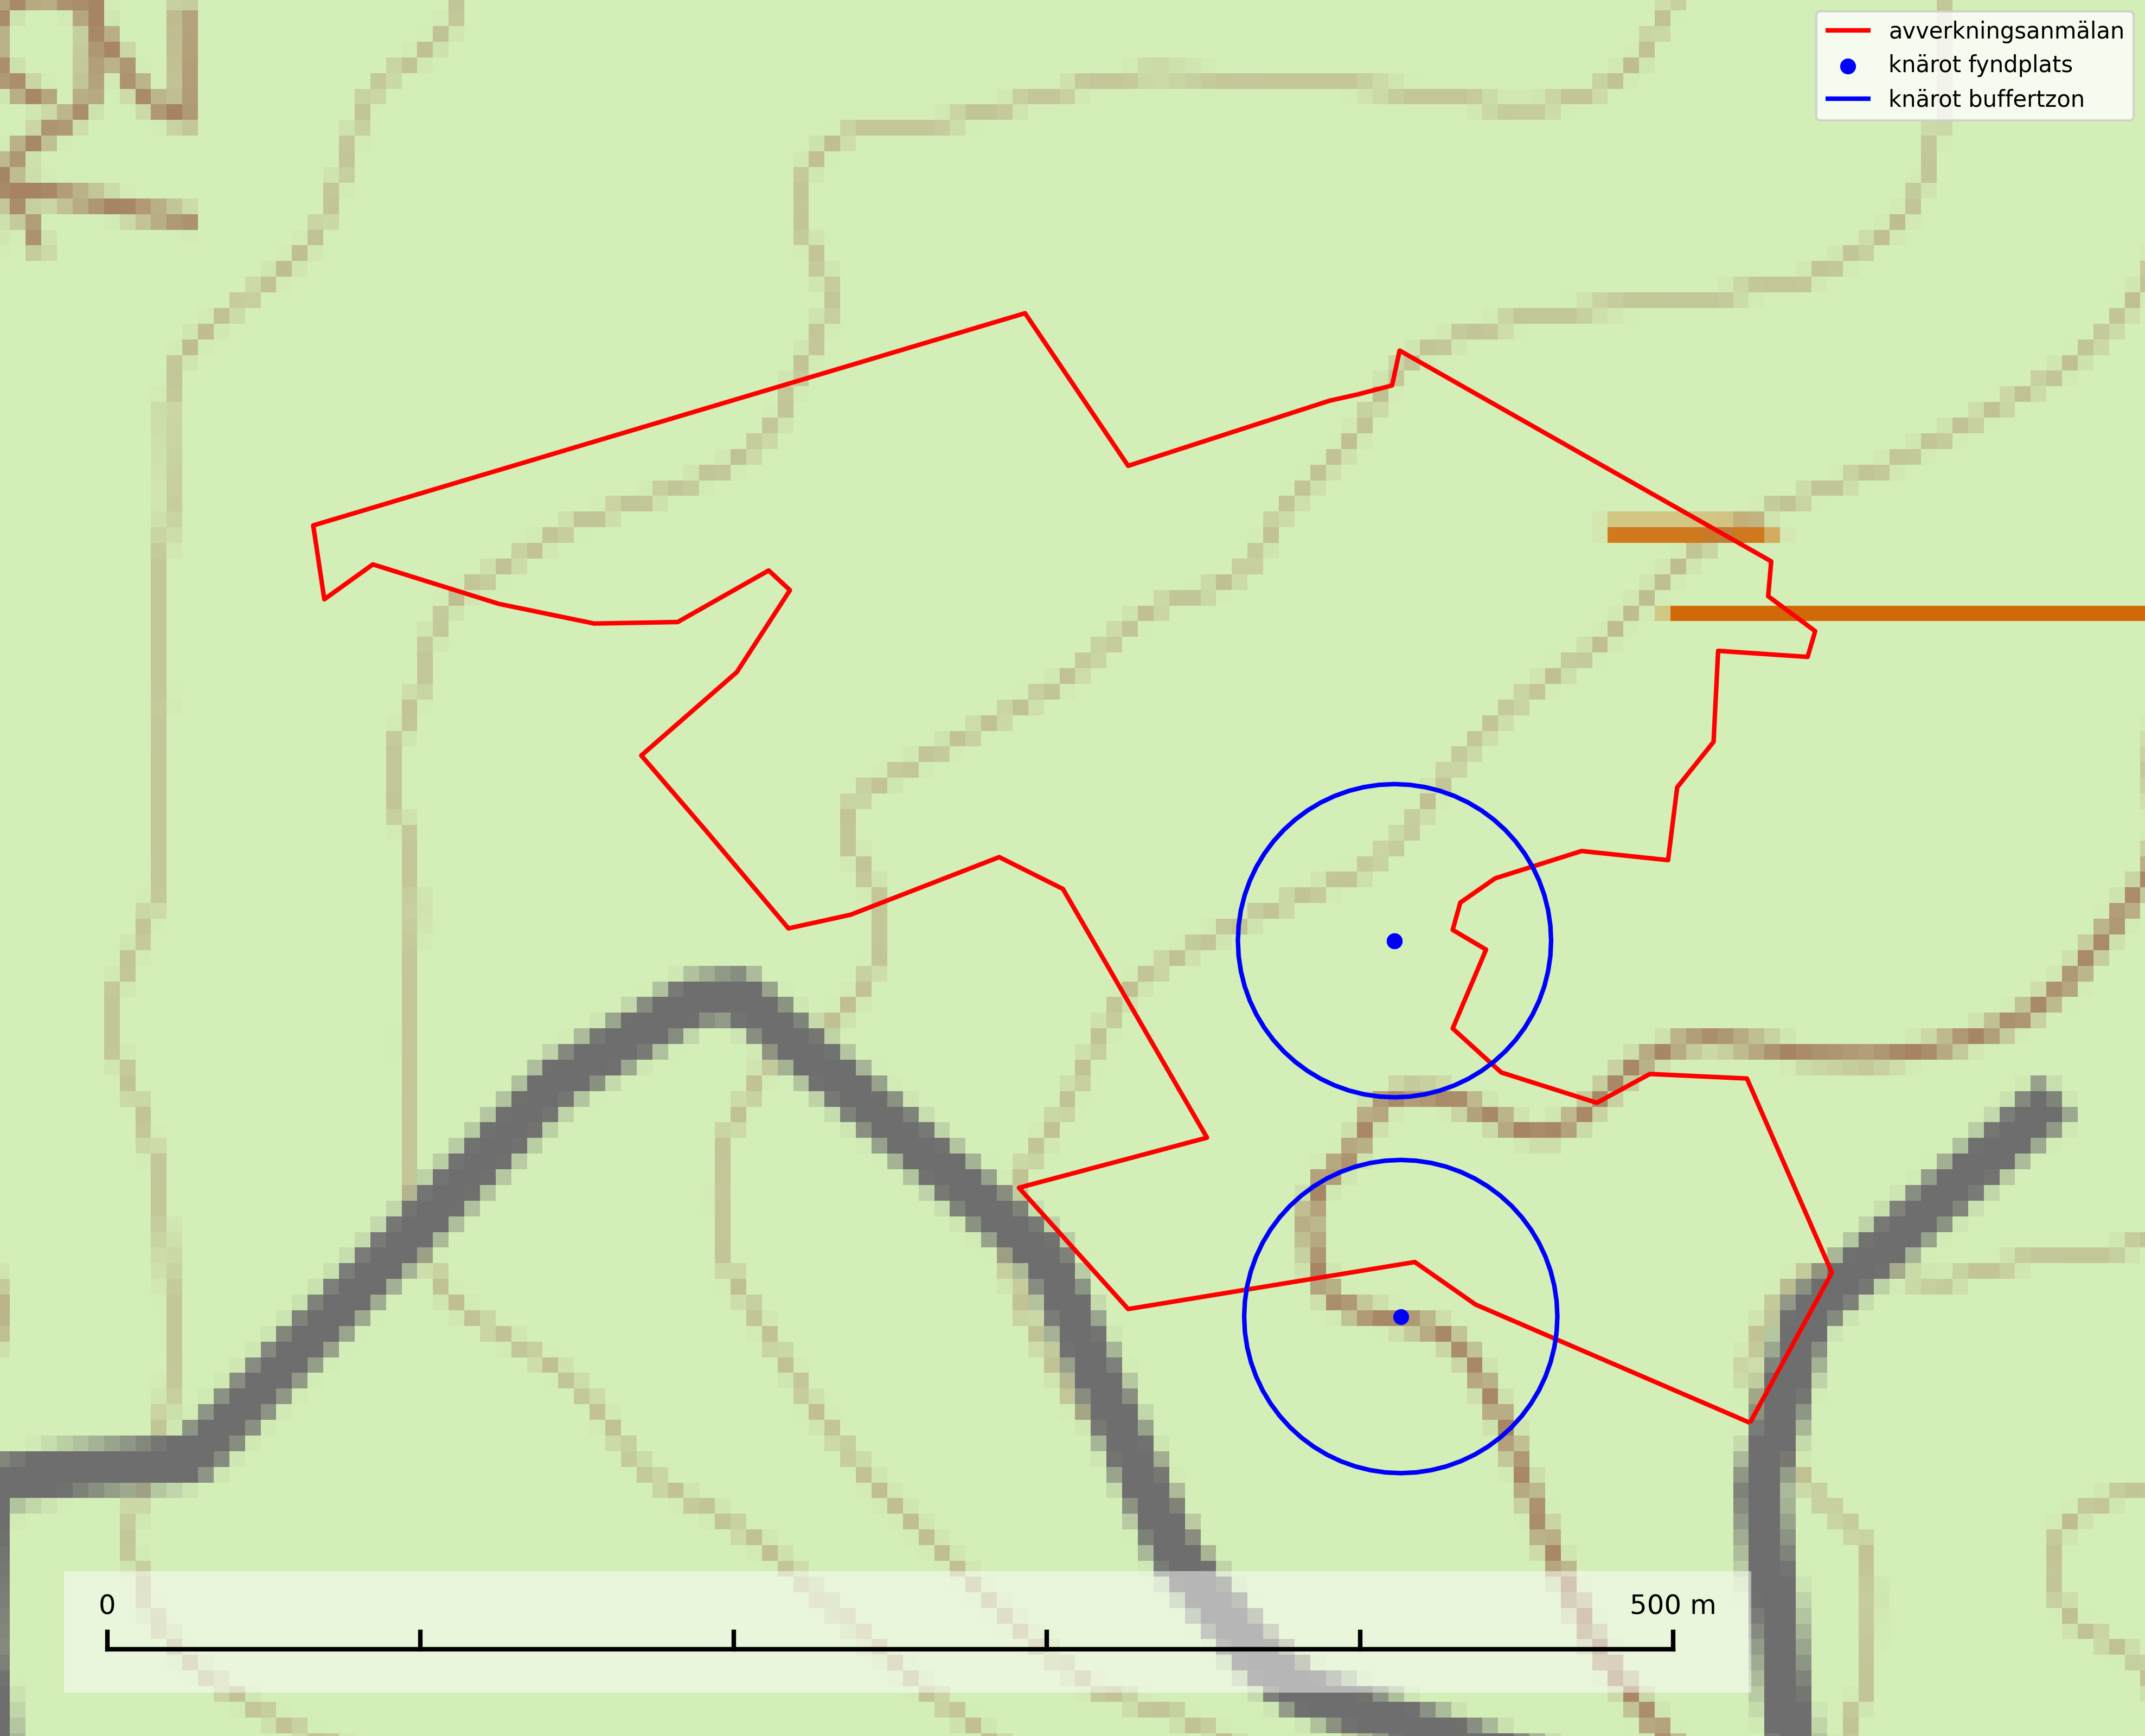 avverkningsanmälan
knärot fyndplats
knärot buffertzon
0
500 m